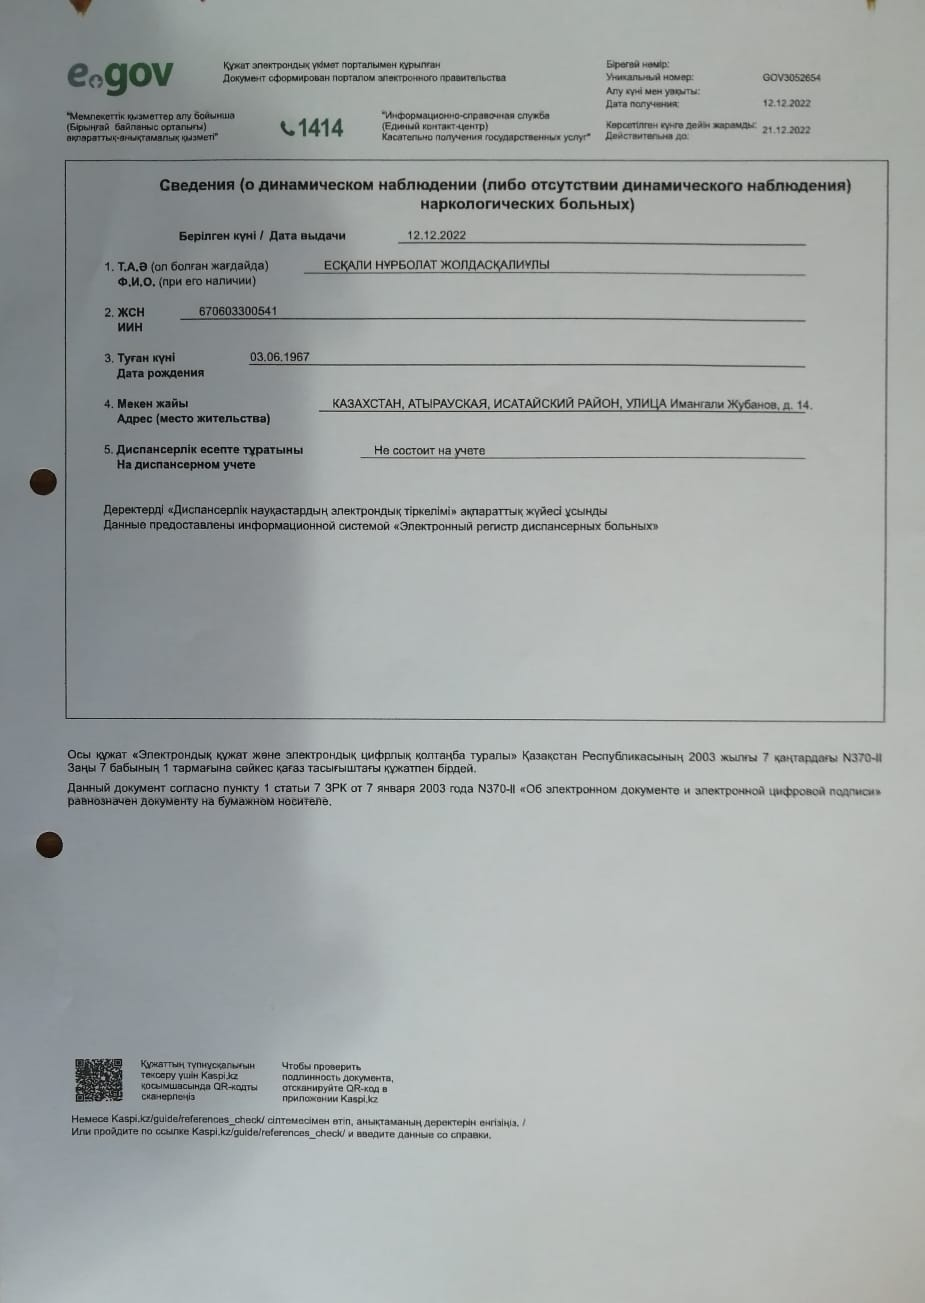 egov
Құжат электрондық үкімет порталымен құрылған
Документ сформирован порталом электронного правительства
Бірегей нөмір:
Уникальный номер: GOV3052654
Алу күні мен уақыты:
Дата получения: 12.12.2022
Көрсетілген күнге дейін жарамды:
Действительна до: 21.12.2022
"Мемлекеттік қызметтер алу бойынша
(Бірыңғай байланыс орталығы)
ақпараттық-анықтамалық қызметі"
1414
"Информационно-справочная служба
(Единый контакт-центр)
Касательно получения государственных услуг"
Сведения (о динамическом наблюдении (либо отсутствии динамического наблюдения)
наркологических больных)
Берілген күні / Дата выдачи 12.12.2022
1. Т.А.Ә (ол болған жағдайда) ЕСҚАЛИ НҰРБОЛАТ ЖОЛДАСҚАЛИҰЛЫ
Ф.И.О. (при его наличии)
2. ЖСН 670603300541
ИИН
3. Туған күні 03.06.1967
Дата рождения
4. Мекен жайы КАЗАХСТАН, АТЫРАУСКАЯ, ИСАТАЙСКИЙ РАЙОН, УЛИЦА Имангали Жубанов, д. 14.
Адрес (место жительства)
5. Диспансерлік есепте тұратыны Не состоит на учете
На диспансерном учете
Деректерді «Диспансерлік науқастардың электрондық тіркелімі» ақпараттық жүйесі ұсынды
Данные предоставлены информационной системой «Электронный регистр диспансерных больных»
Осы құжат «Электрондық құжат және электрондық цифрлық қолтаңба туралы» Қазақстан Республикасының 2003 жылғы 7 қаңтардағы N370-II
Заңы 7 бабының 1 тармағына сәйкес қағаз тасығыштағы құжатпен бірдей.
Данный документ согласно пункту 1 статьи 7 ЗРК от 7 января 2003 года N370-II «Об электронном документе и электронной цифровой подписи»
равнозначен документу на бумажном носителе.
Құжаттың түпнұсқалығын
тексеру үшін Kaspi.kz
қосымшасында QR-кодты
сканерлеңіз
Чтобы проверить
подлинность документа,
отсканируйте QR-код в
приложении Kaspi.kz
Немесе Kaspi.kz/guide/references_check/ сілтемесімен өтіп, анықтаманың деректерін енгізіңіз. /
Или пройдите по ссылке Kaspi.kz/guide/references_check/ и введите данные со справки.